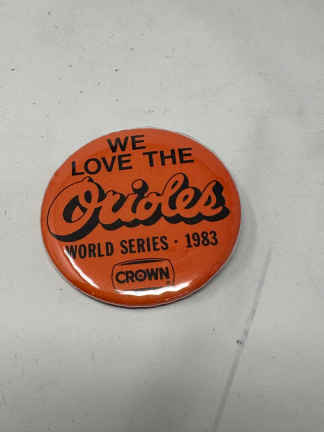 WE
LOVE THE
Orioles
WORLD SERIES · 1983
CROWN